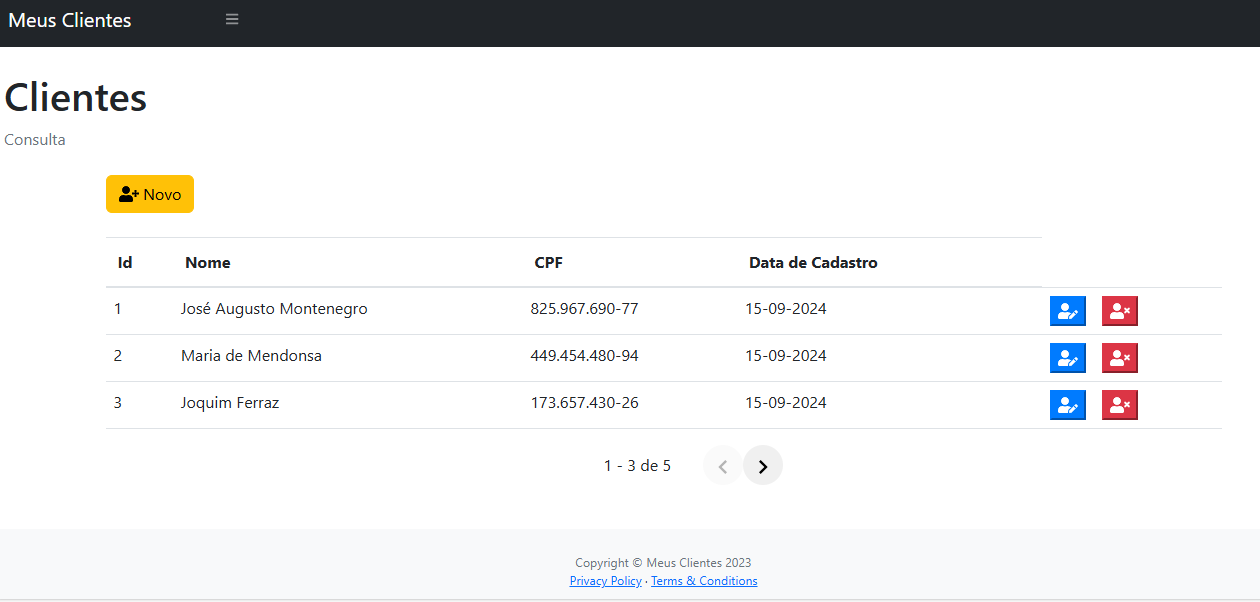 Meus Clientes
Clientes
Consulta
Novo
Id Nome CPF Data de Cadastro
1 José Augusto Montenegro 825.967.690-77 15-09-2024
2 Maria de Mendonsa 449.454.480-94 15-09-2024
3 Joquim Ferraz 173.657.430-26 15-09-2024
1 - 3 de 5
Copyright © Meus Clientes 2023
Privacy Policy · Terms & Conditions